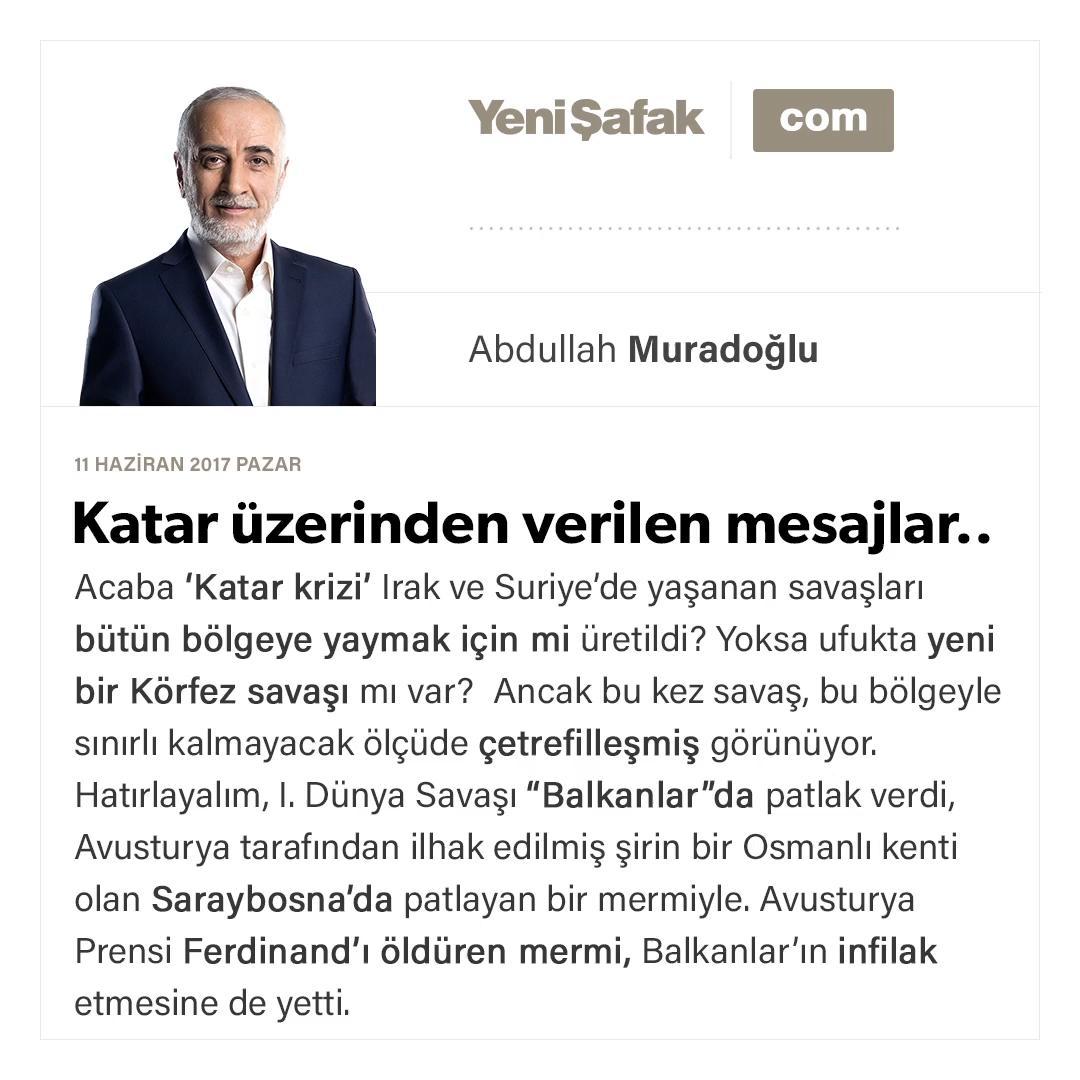 YeniŞafak com
Abdullah Muradoğlu
11 HAZİRAN 2017 PAZAR
Katar üzerinden verilen mesajlar..
Acaba ‘Katar krizi’ Irak ve Suriye’de yaşanan savaşları
bütün bölgeye yaymak için mi üretildi? Yoksa ufukta yeni
bir Körfez savaşı mı var?  Ancak bu kez savaş, bu bölgeyle
sınırlı kalmayacak ölçüde çetrefilleşmiş görünüyor.
Hatırlayalım, I. Dünya Savaşı “Balkanlar”da patlak verdi,
Avusturya tarafından ilhak edilmiş şirin bir Osmanlı kenti
olan Saraybosna’da patlayan bir mermiyle. Avusturya
Prensi Ferdinand’ı öldüren mermi, Balkanlar’ın infilak
etmesine de yetti.